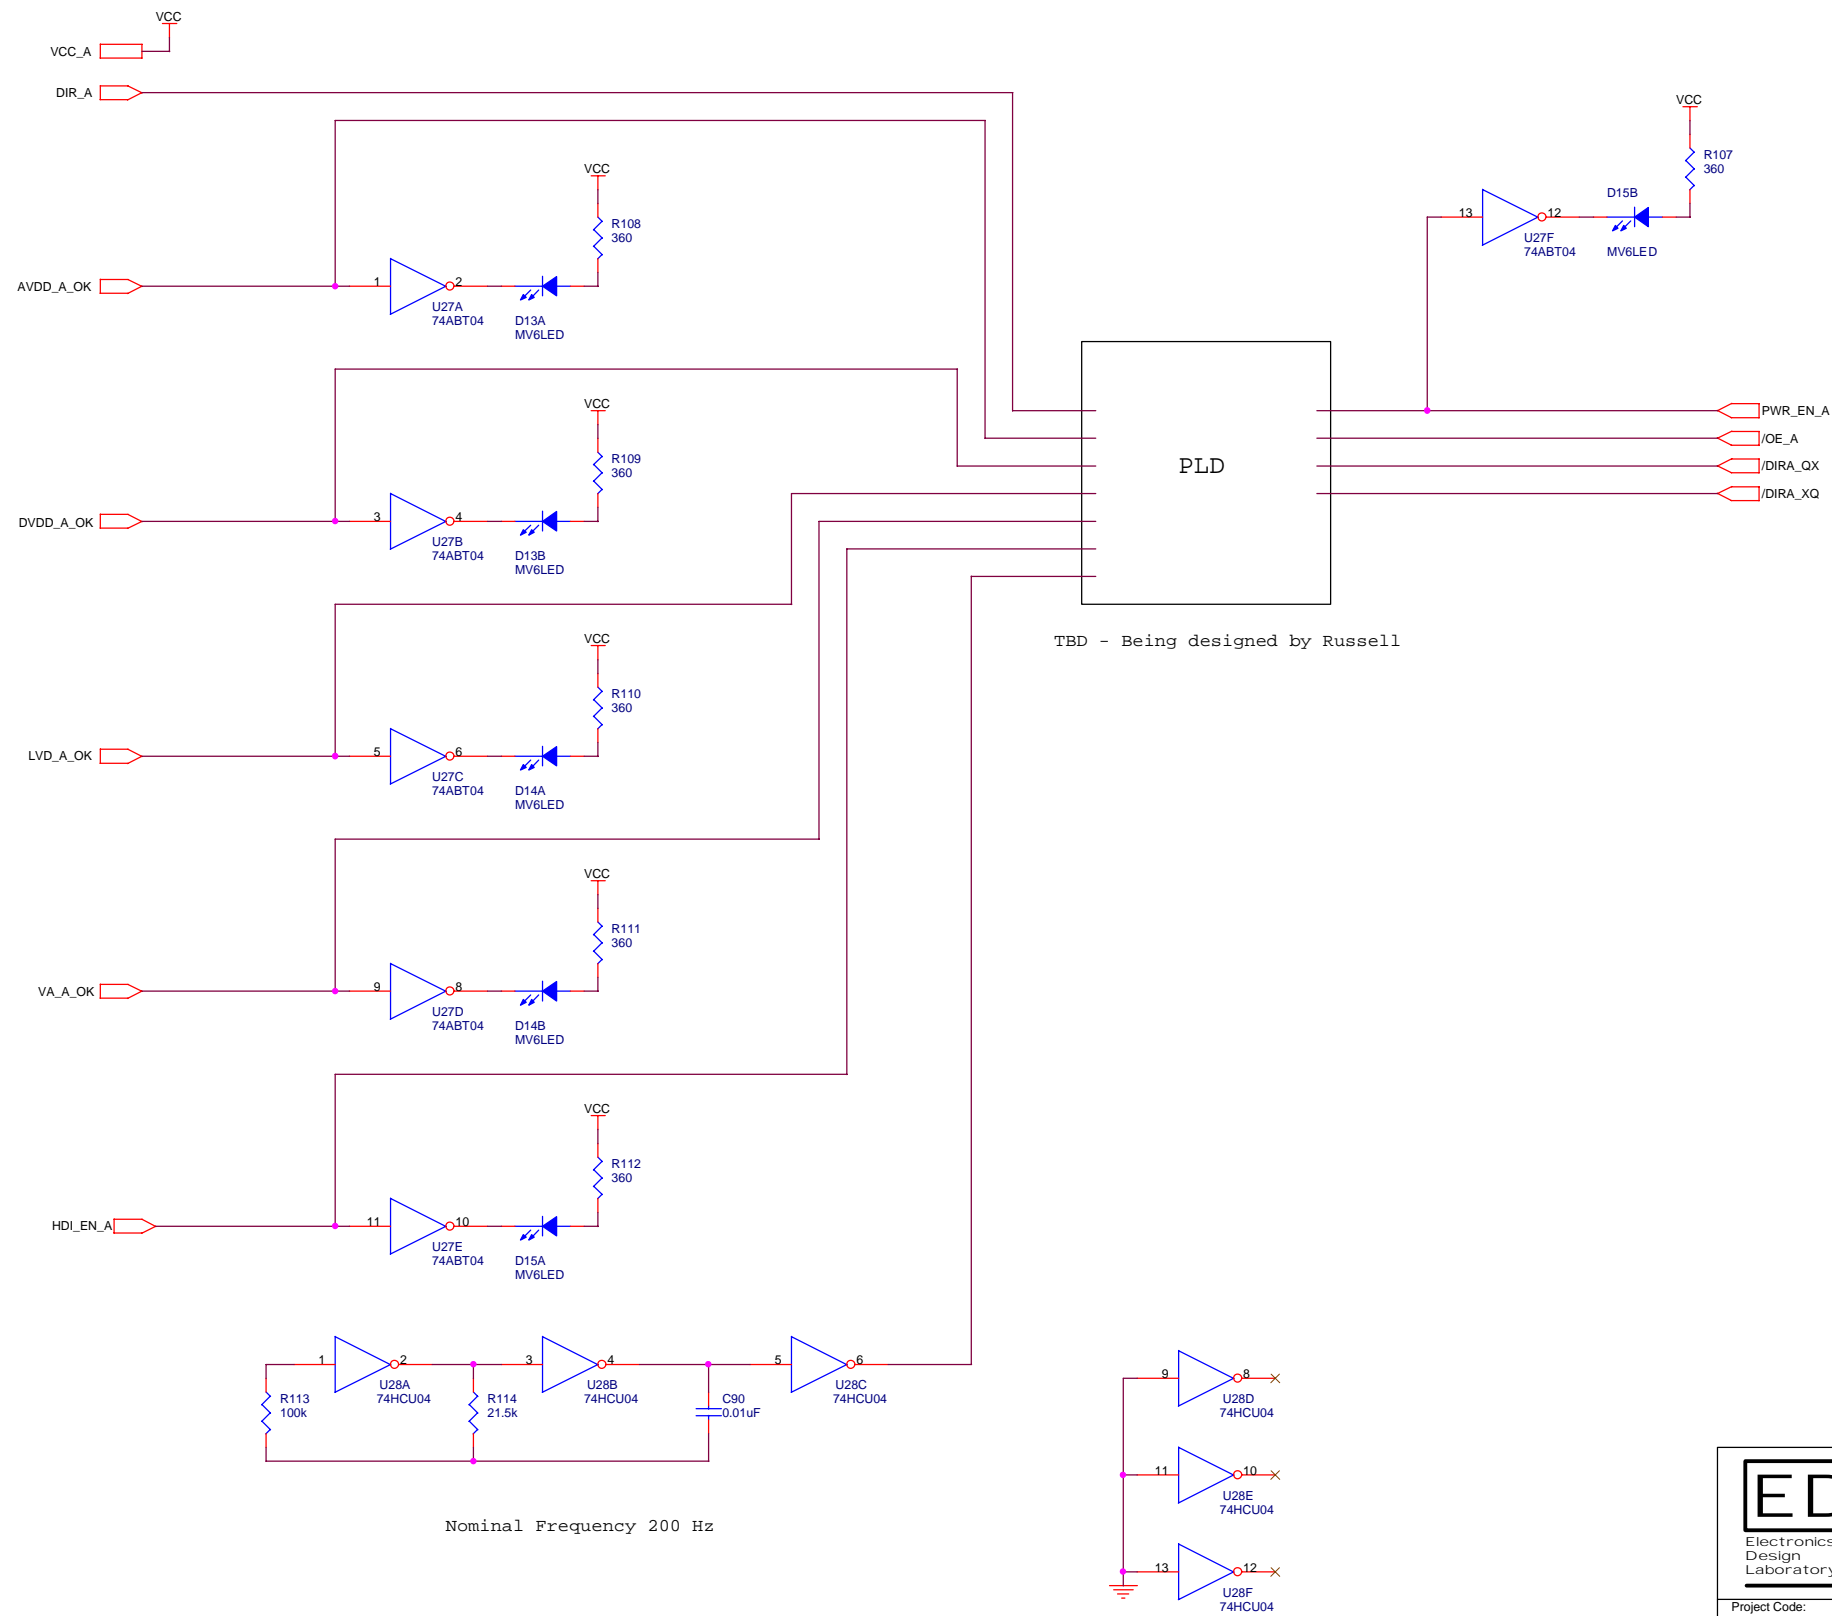 VCC
VCC_A
DIR_A
VCC
R107
360
D15B
13
12
U27F
74ABT04
MV6LED
VCC
R108
360
AVDD_A_OK
1
2
U27A
74ABT04
D13A
MV6LED
VCC
R109
360
DVDD_A_OK
3
4
U27B
74ABT04
D13B
MV6LED
PLD
PWR_EN_A
/OE_A
/DIRA_QX
/DIRA_XQ
TBD - Being designed by Russell
VCC
R110
360
LVD_A_OK
5
6
U27C
74ABT04
D14A
MV6LED
VCC
R111
360
VA_A_OK
9
8
U27D
74ABT04
D14B
MV6LED
VCC
R112
360
HDI_EN_A
11
10
U27E
74ABT04
D15A
MV6LED
1
2
U28A
74HCU04
R113
100k
R114
21.5k
3
4
U28B
74HCU04
C90
0.01uF
5
6
U28C
74HCU04
Nominal Frequency 200 Hz
9
8
U28D
74HCU04
11
10
U28E
74HCU04
13
12
U28F
74HCU04
ED
Electronics
Design
Laboratory
Project Code: